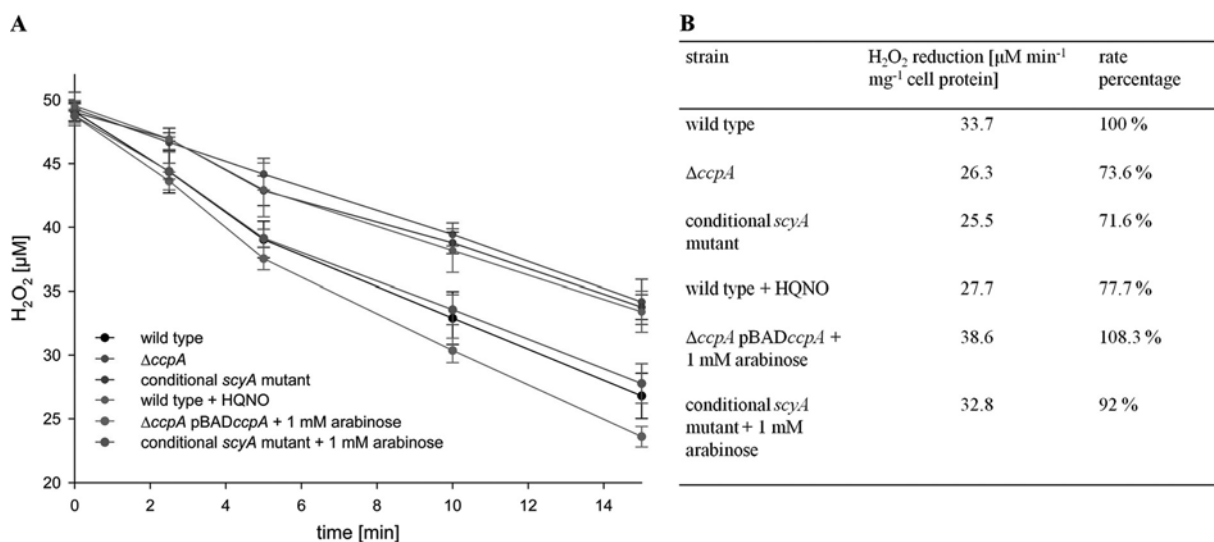 A
H₂O₂ [µM]
50
45
40
35
30
25
20
0
2
4
6
8
10
12
14
time [min]
wild type
ΔccpA
conditional scyA mutant
wild type + HQNO
ΔccpA pBADccpA + 1 mM arabinose
conditional scyA mutant + 1 mM arabinose
B
strain H₂O₂ reduction [µM min⁻¹ rate
mg⁻¹ cell protein] percentage
wild type 33.7 100 %
ΔccpA 26.3 73.6 %
conditional scyA 25.5 71.6 %
mutant
wild type + HQNO 27.7 77.7 %
ΔccpA pBADccpA + 38.6 108.3 %
1 mM arabinose
conditional scyA 32.8 92 %
mutant + 1 mM
arabinose